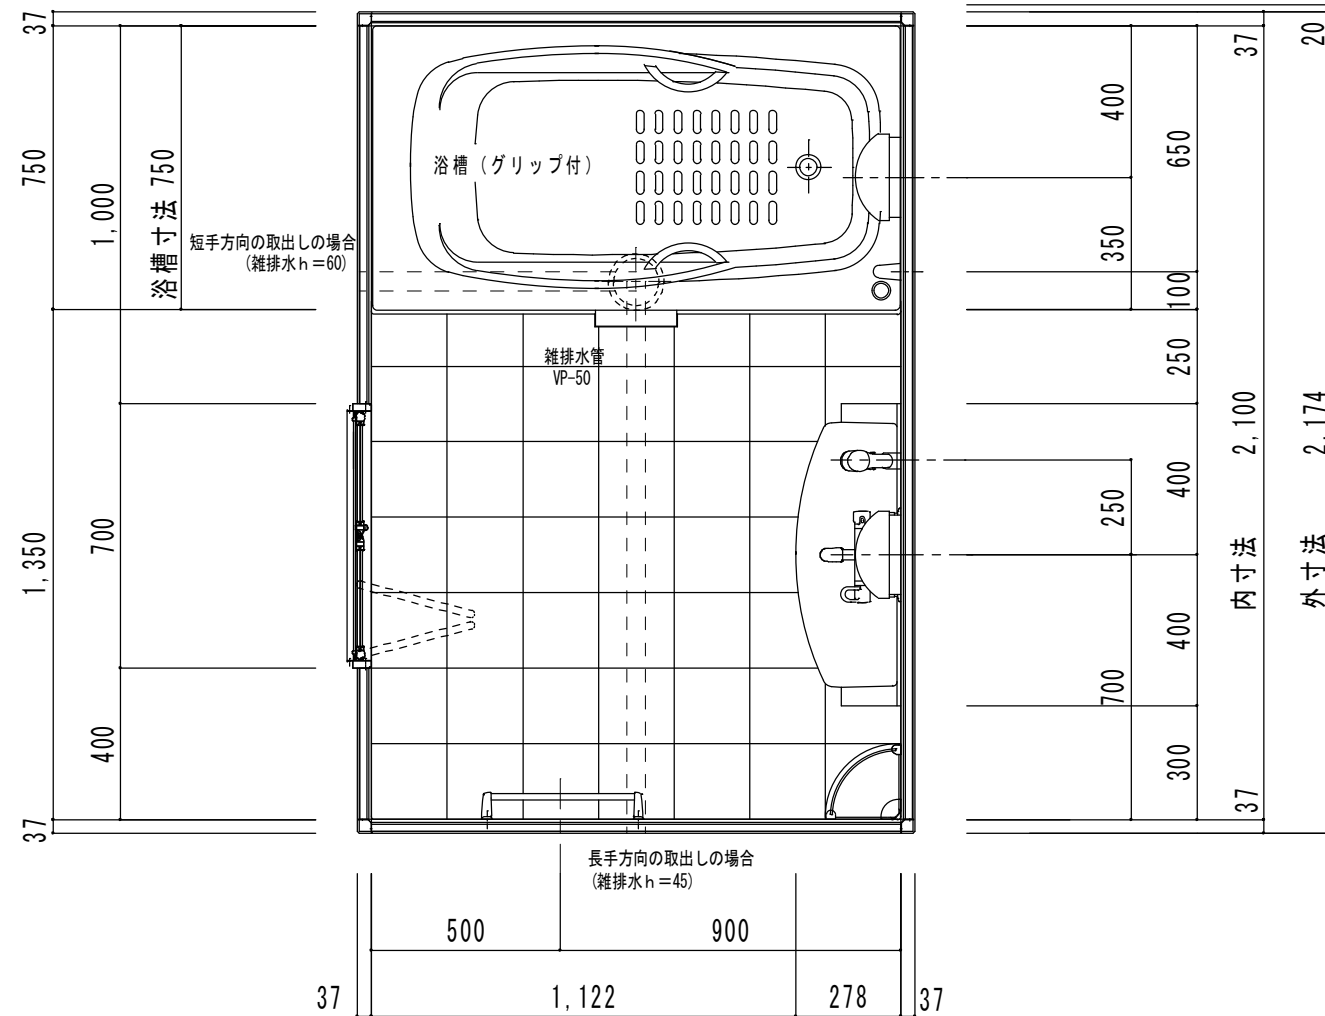 37
750
1,350
37
1,000
700
400
浴槽寸法 750
短手方向の取出しの場合
(雑排水h=60)
浴槽（グリップ付）
雑排水管
VP-50
長手方向の取出しの場合
(雑排水h=45)
400
350
250
700
650
100
250
400
400
300
37
内寸法 2,100
37
20
外寸法 2,174
500
900
37
1,122
278
37